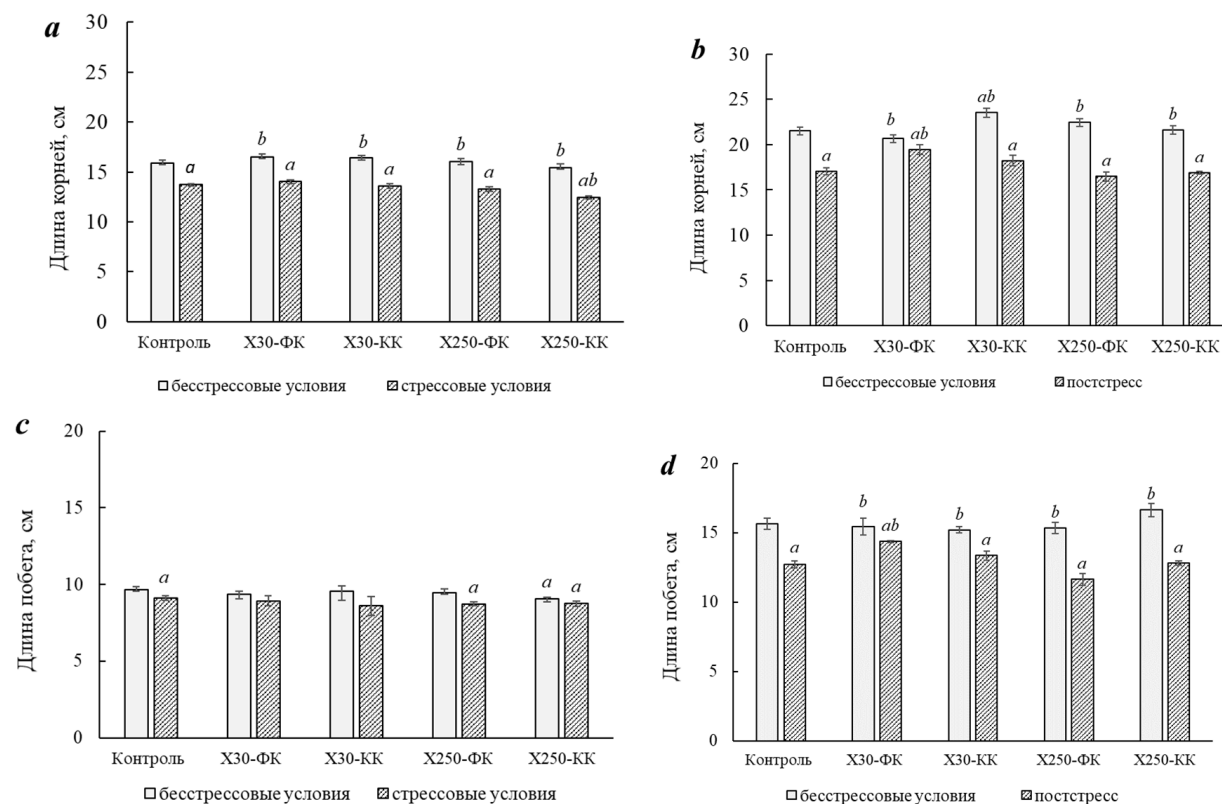 a
Длина корней, см
30
25
20
15
10
5
0
a
b
a
b
a
b
a
b
ab
Контроль
Х30-ФК
Х30-КК
Х250-ФК
Х250-КК
бесстрессовые условия
стрессовые условия
b
Длина корней, см
30
25
20
15
10
5
0
a
b
ab
ab
a
b
a
b
a
Контроль
Х30-ФК
Х30-КК
Х250-ФК
Х250-КК
бесстрессовые условия
постстресс
c
Длина побега, см
20
15
10
5
0
a
a
a
a
Контроль
Х30-ФК
Х30-КК
Х250-ФК
Х250-КК
бесстрессовые условия
стрессовые условия
d
Длина побега, см
20
15
10
5
0
a
b
ab
b
a
b
a
b
a
Контроль
Х30-ФК
Х30-КК
Х250-ФК
Х250-КК
бесстрессовые условия
постстресс